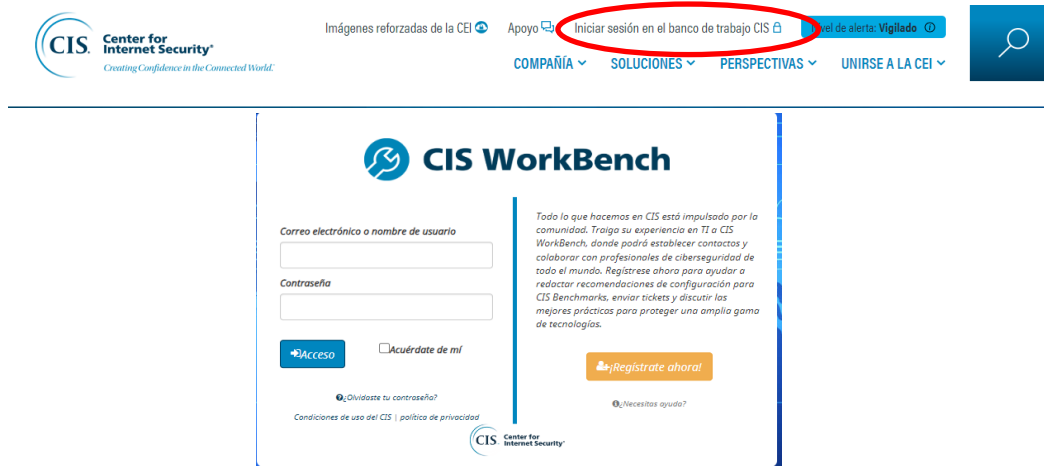 Imágenes reforzadas de la CEI
Apoyo
Iniciar sesión en el banco de trabajo CIS
Nivel de alerta: Vigilado
CIS. Center for
Internet Security®
Creating Confidence in the Connected World.™
COMPAÑÍA
SOLUCIONES
PERSPECTIVAS
UNIRSE A LA CEI
CIS WorkBench
Correo electrónico o nombre de usuario
Contraseña
Acceso
Acuérdate de mí
¿Olvidaste tu contraseña?
Condiciones de uso del CIS | política de privacidad
Todo lo que hacemos en CIS está impulsado por la
comunidad. Traiga su experiencia en TI a CIS
WorkBench, donde podrá establecer contactos y
colaborar con profesionales de ciberseguridad de
todo el mundo. Regístrese ahora para ayudar a
redactar recomendaciones de configuración para
CIS Benchmarks, enviar tickets y discutir las
mejores prácticas para proteger una amplia gama
de tecnologías.
¡Regístrate ahora!
¿Necesitas ayuda?
CIS. Center for
Internet Security®